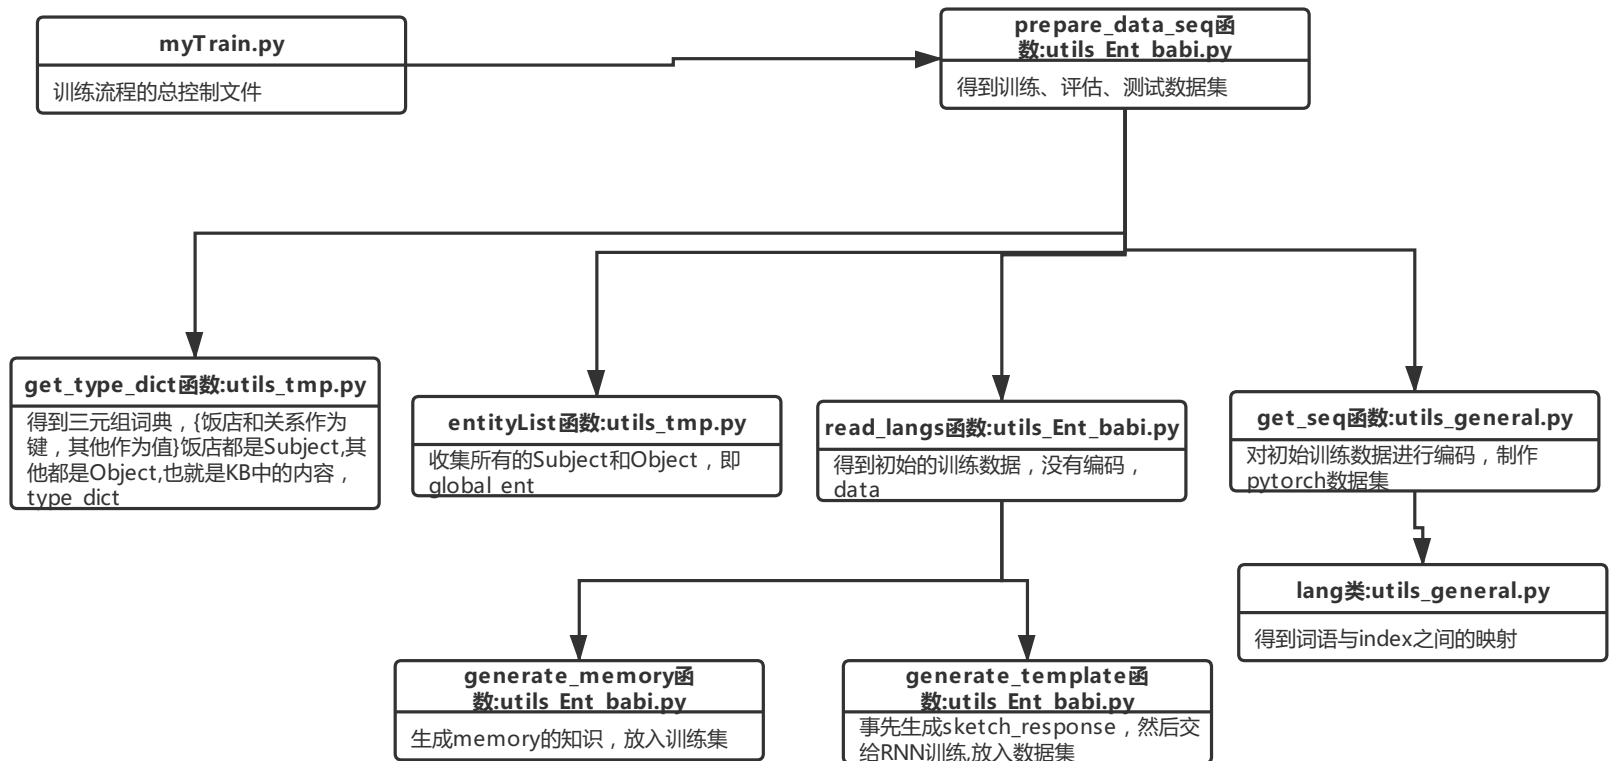 myTrain.py
训练流程的总控制文件
prepare_data_seq函
数:utils_Ent_babi.py
得到训练、评估、测试数据集
get_type_dict函数:utils_tmp.py
得到三元组词典，{饭店和关系作为
键，其他作为值}饭店都是Subject,其
他都是Object,也就是KB中的内容，
type_dict
entityList函数:utils_tmp.py
收集所有的Subject和Object，即
global_ent
read_langs函数:utils_Ent_babi.py
得到初始的训练数据，没有编码，
data
get_seq函数:utils_general.py
对初始训练数据进行编码，制作
pytorch数据集
lang类:utils_general.py
得到词语与index之间的映射
generate_memory函
数:utils_Ent_babi.py
生成memory的知识，放入训练集
generate_template函
数:utils_Ent_babi.py
事先生成sketch_response，然后交
给RNN训练,放入数据集